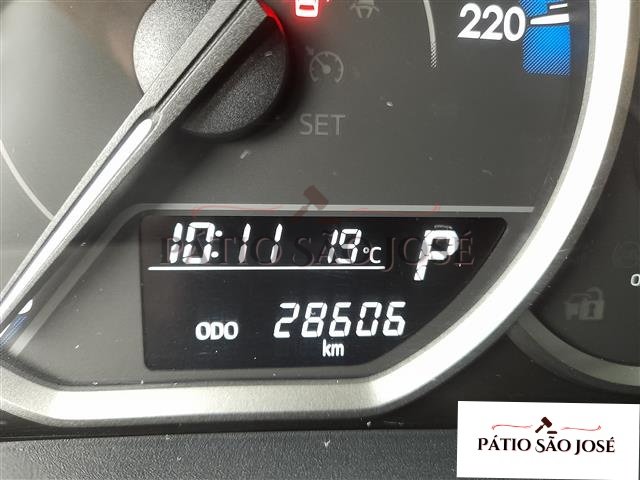 220
SET
10:11 19°C P
PÁTIO SÃO JOSÉ
ODO 28606
km
PÁTIO SÃO JOSÉ